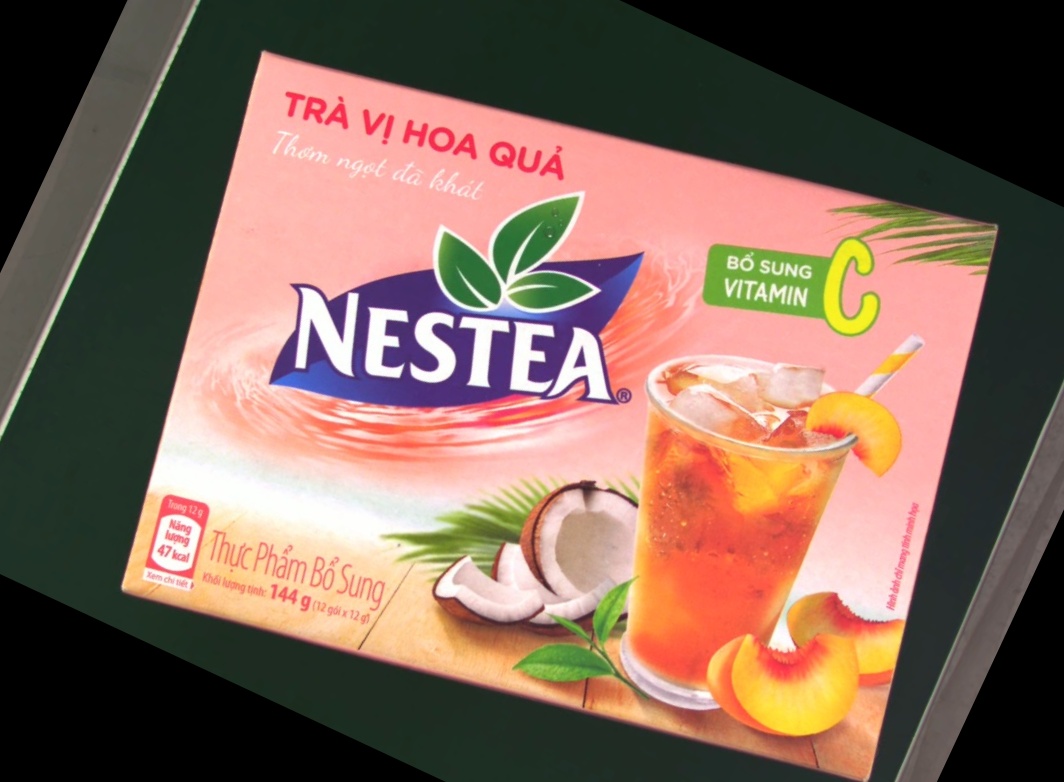 TRÀ VỊ HOA QUẢ
Thơm ngọt đã khát
NESTEA®
BỔ SUNG
VITAMIN C
Trong 12 g
Năng
lượng
47 kcal
Xem chi tiết
Thực Phẩm Bổ Sung
Khối lượng tịnh: 144 g (12 gói x 12 g)
Hình ảnh chỉ mang tính minh họa